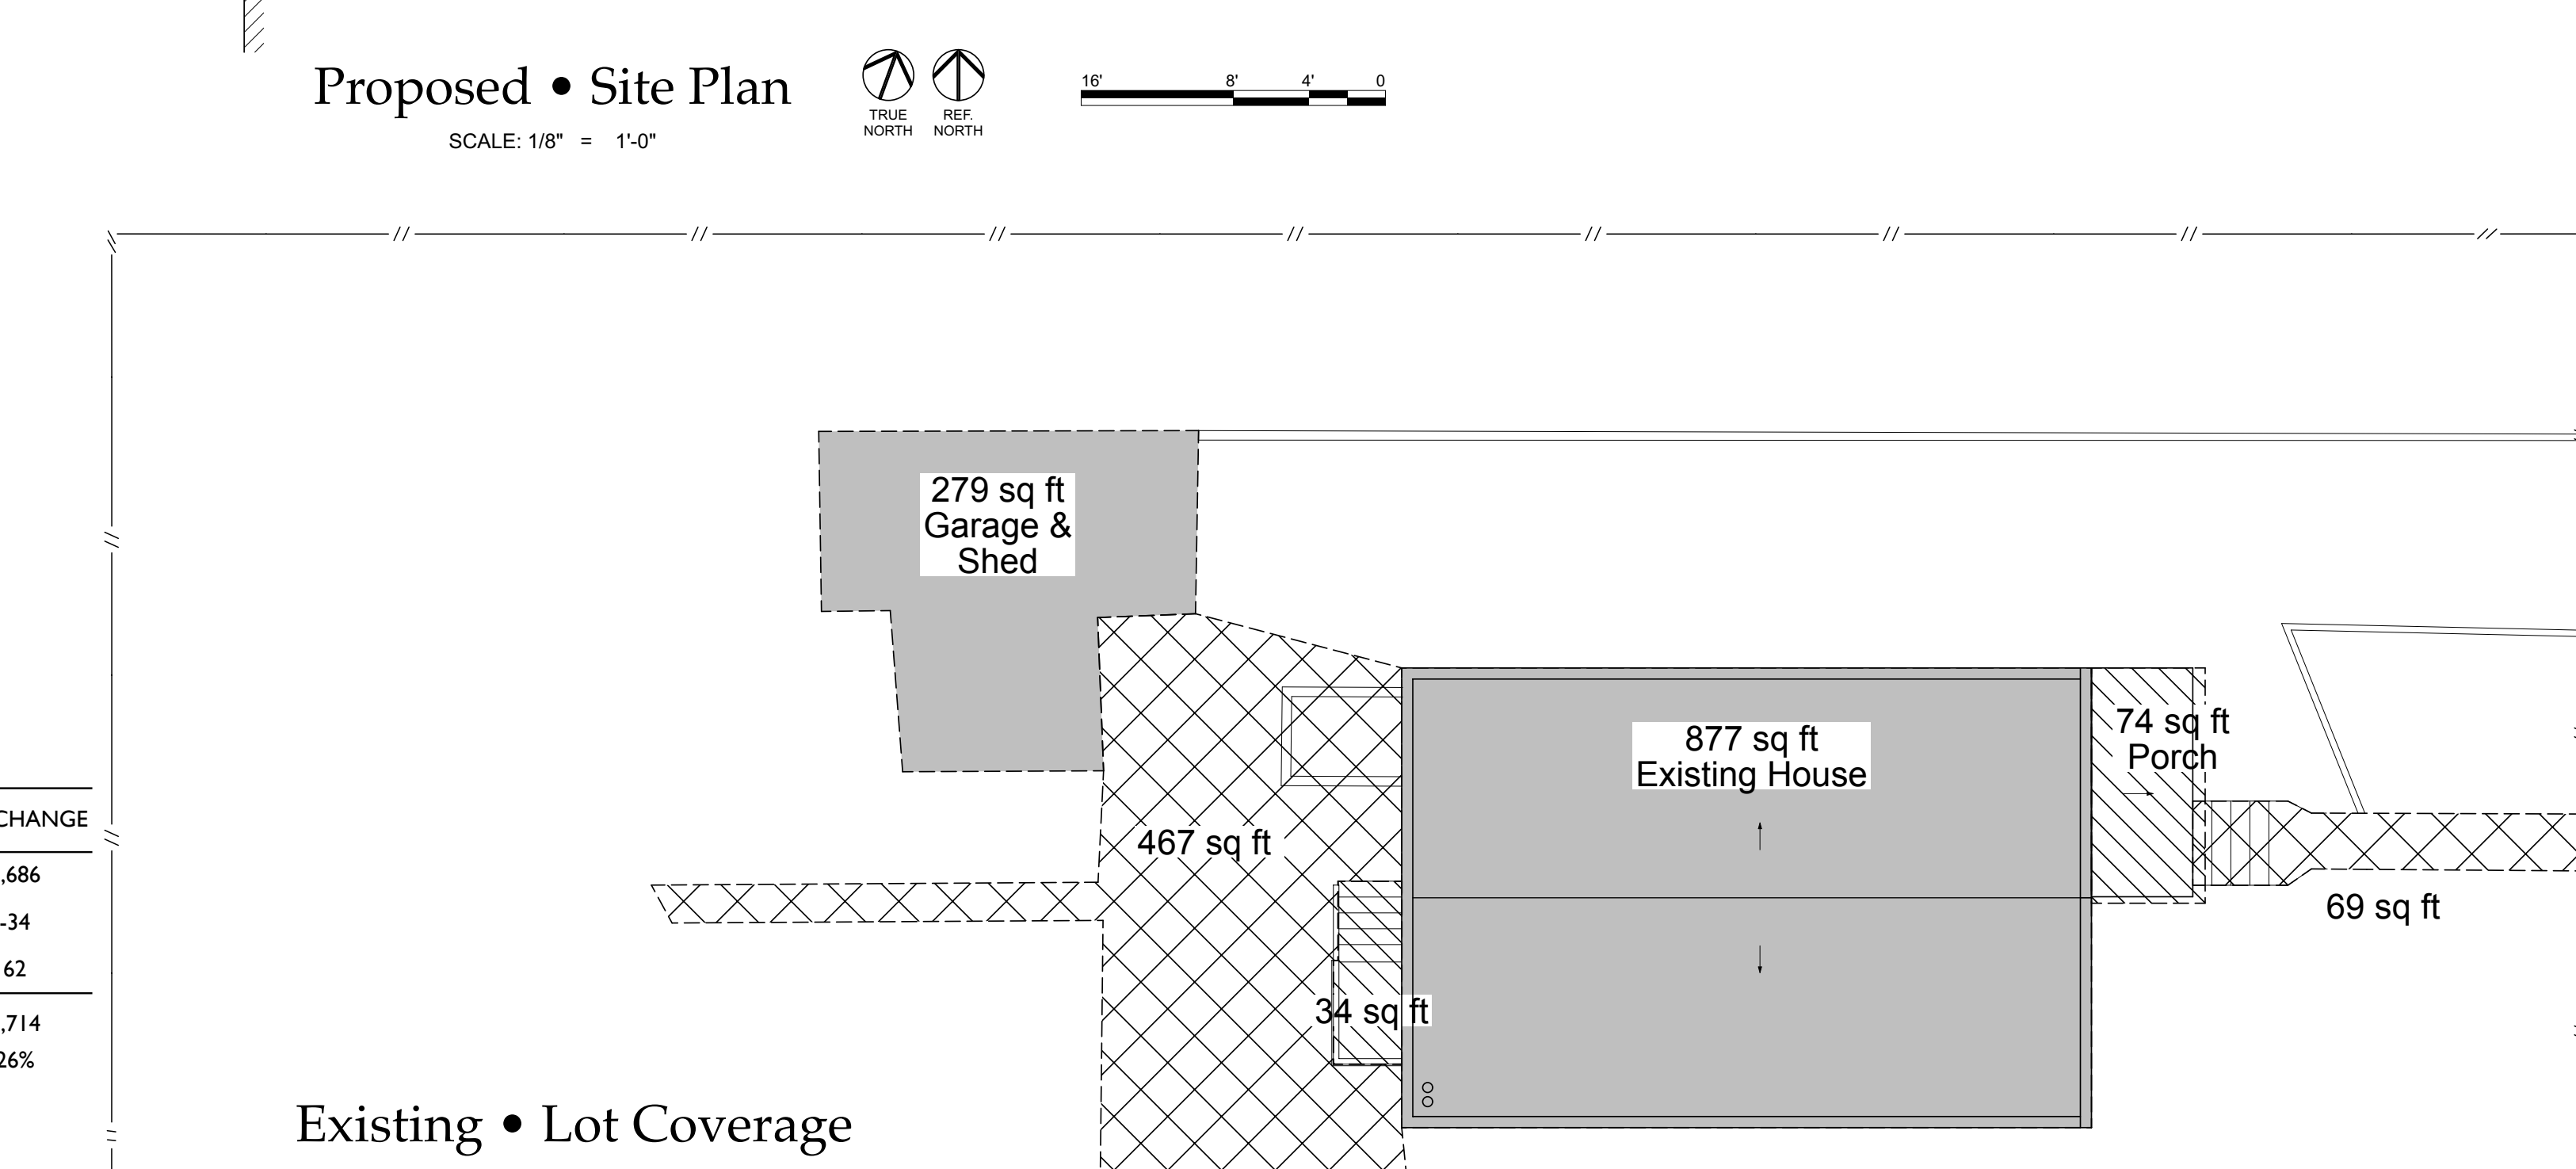 Proposed • Site Plan
SCALE: 1/8" = 1'-0"
TRUE
NORTH
REF.
NORTH
16' 8' 4' 0
279 sq ft
Garage &
Shed
877 sq ft
Existing House
74 sq ft
Porch
467 sq ft
69 sq ft
34 sq ft
CHANGE
,686
-34
62
,714
26%
Existing • Lot Coverage